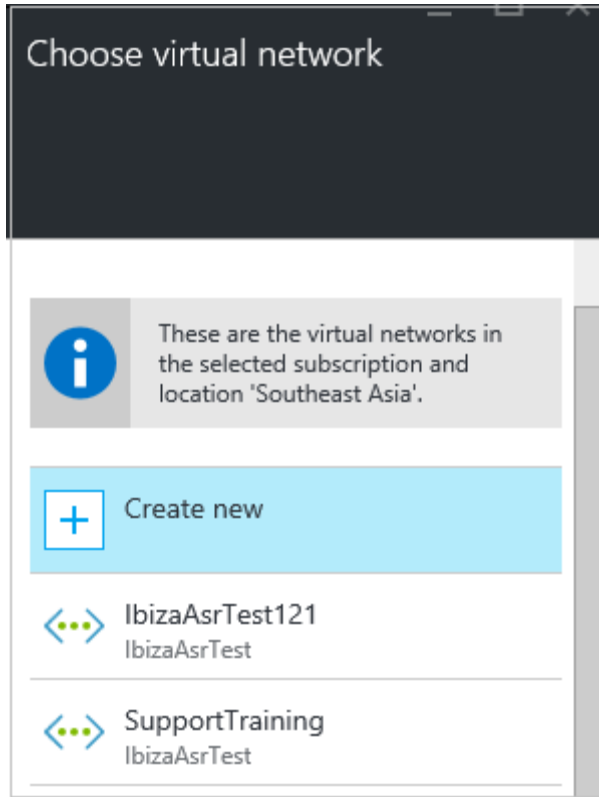 Choose virtual network
These are the virtual networks in
the selected subscription and
location 'Southeast Asia'.
Create new
IbizaAsrTest121
IbizaAsrTest
SupportTraining
IbizaAsrTest